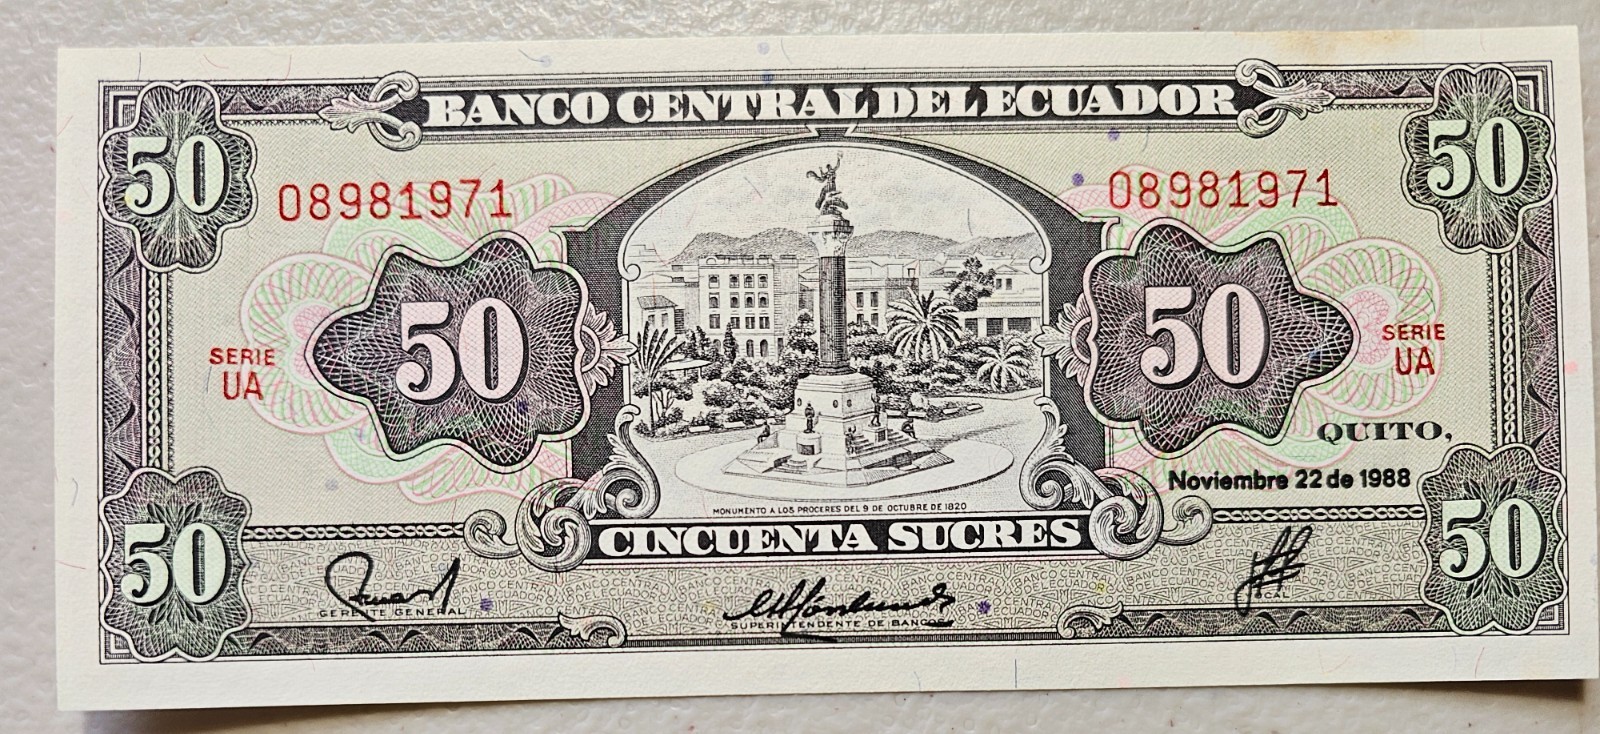 BANCO CENTRAL DEL ECUADOR
50
50
08981971
08981971
50
50
SERIE
UA
SERIE
UA
QUITO,
Noviembre 22 de 1988
MONUMENTO A LOS PROCERES DEL 9 DE OCTUBRE DE 1820
CINCUENTA SUCRES
50
50
GERENTE GENERAL
SUPERINTENDENTE DE BANCOS